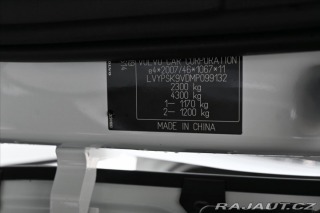 VOLVO CAR CORPORATION
e4*2007/46*1067*11
LVYPSK9VDMP099132
2300 kg
4300 kg
1– 1170 kg
2– 1200 kg
MADE IN CHINA
RAJAUT.CZ